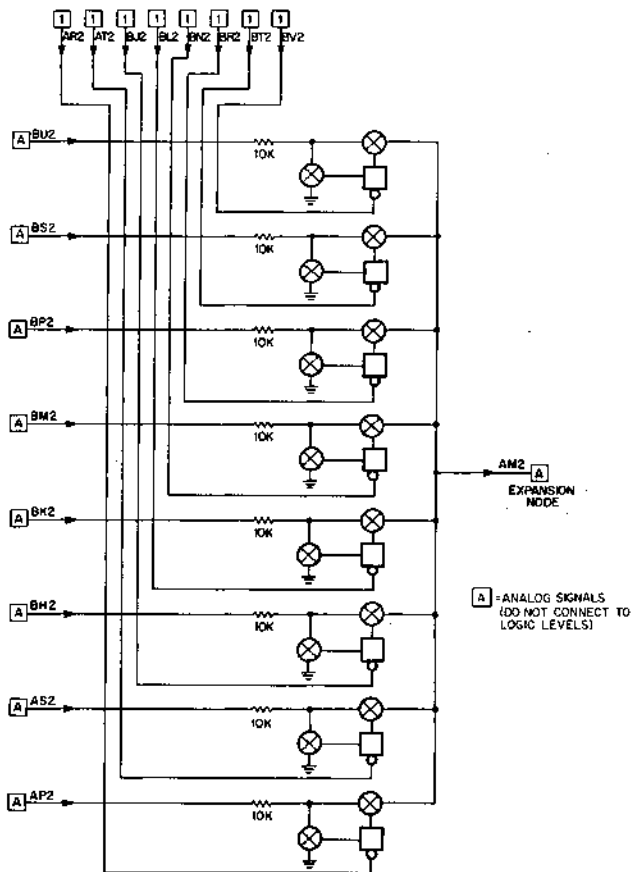 1 1 1 1 1 1 1 1
AR2 AT2 BJ2 BL2 BN2 BR2 BT2 BV2
A BU2
10K
A BS2
10K
A BP2
10K
A BM2
10K
AM2 A
EXPANSION
NODE
A BK2
10K
A =ANALOG SIGNALS
(DO NOT CONNECT TO
LOGIC LEVELS)
A BH2
10K
A AS2
10K
A AP2
10K